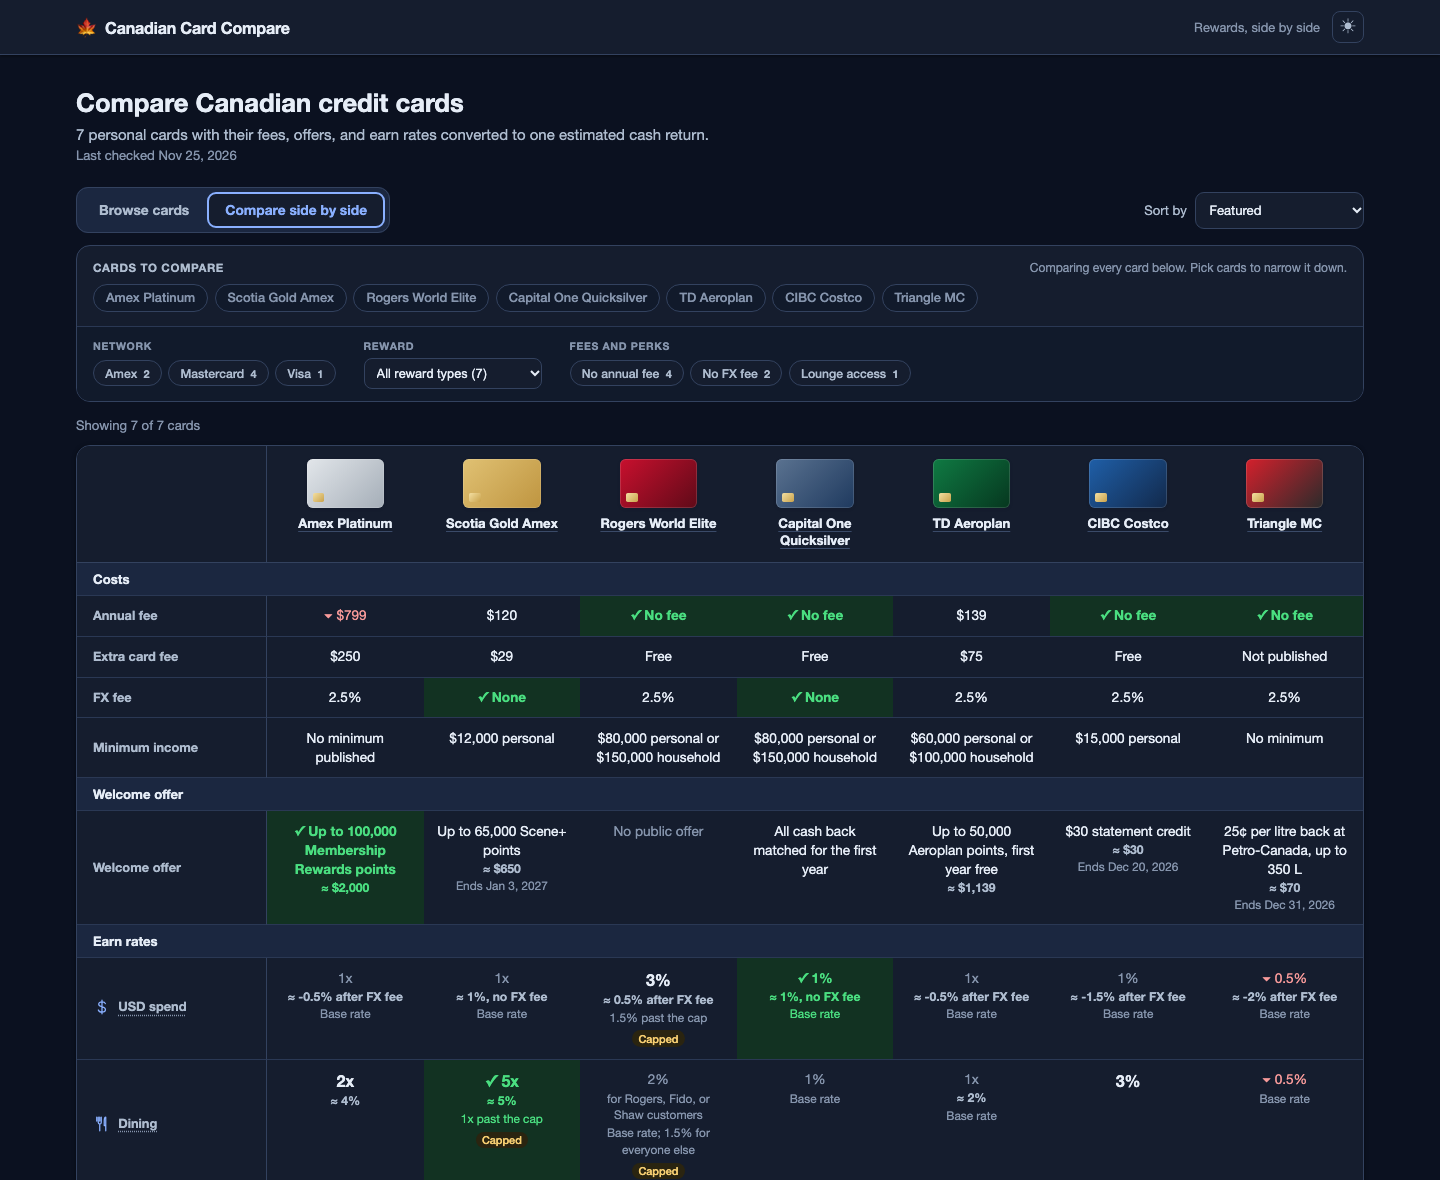 Canadian Card Compare
Rewards, side by side
Compare Canadian credit cards
7 personal cards with their fees, offers, and earn rates converted to one estimated cash return.
Last checked Nov 25, 2026
Browse cards
Compare side by side
Sort by
Featured
CARDS TO COMPARE
Comparing every card below. Pick cards to narrow it down.
Amex Platinum
Scotia Gold Amex
Rogers World Elite
Capital One Quicksilver
TD Aeroplan
CIBC Costco
Triangle MC
NETWORK
Amex 2
Mastercard 4
Visa 1
REWARD
All reward types (7)
FEES AND PERKS
No annual fee 4
No FX fee 2
Lounge access 1
Showing 7 of 7 cards
Amex Platinum
Scotia Gold Amex
Rogers World Elite
Capital One
Quicksilver
TD Aeroplan
CIBC Costco
Triangle MC
Costs
Annual fee
$799
$120
✓ No fee
✓ No fee
$139
✓ No fee
✓ No fee
Extra card fee
$250
$29
Free
Free
$75
Free
Not published
FX fee
2.5%
✓ None
2.5%
✓ None
2.5%
2.5%
2.5%
Minimum income
No minimum
published
$12,000 personal
$80,000 personal or
$150,000 household
$80,000 personal or
$150,000 household
$60,000 personal or
$100,000 household
$15,000 personal
No minimum
Welcome offer
Welcome offer
✓ Up to 100,000
Membership
Rewards points
≈ $2,000
Up to 65,000 Scene+
points
≈ $650
Ends Jan 3, 2027
No public offer
All cash back
matched for the first
year
Up to 50,000
Aeroplan points, first
year free
≈ $1,139
$30 statement credit
≈ $30
Ends Dec 20, 2026
25¢ per litre back at
Petro-Canada, up to
350 L
≈ $70
Ends Dec 31, 2026
Earn rates
$ USD spend
1x
≈ -0.5% after FX fee
Base rate
1x
≈ 1%, no FX fee
Base rate
3%
≈ 0.5% after FX fee
1.5% past the cap
Capped
✓ 1%
≈ 1%, no FX fee
Base rate
1x
≈ -0.5% after FX fee
Base rate
1%
≈ -1.5% after FX fee
Base rate
0.5%
≈ -2% after FX fee
Base rate
Dining
2x
≈ 4%
✓ 5x
≈ 5%
1x past the cap
Capped
2%
for Rogers, Fido, or
Shaw customers
Base rate; 1.5% for
everyone else
Capped
1%
Base rate
1x
≈ 2%
Base rate
3%
0.5%
Base rate